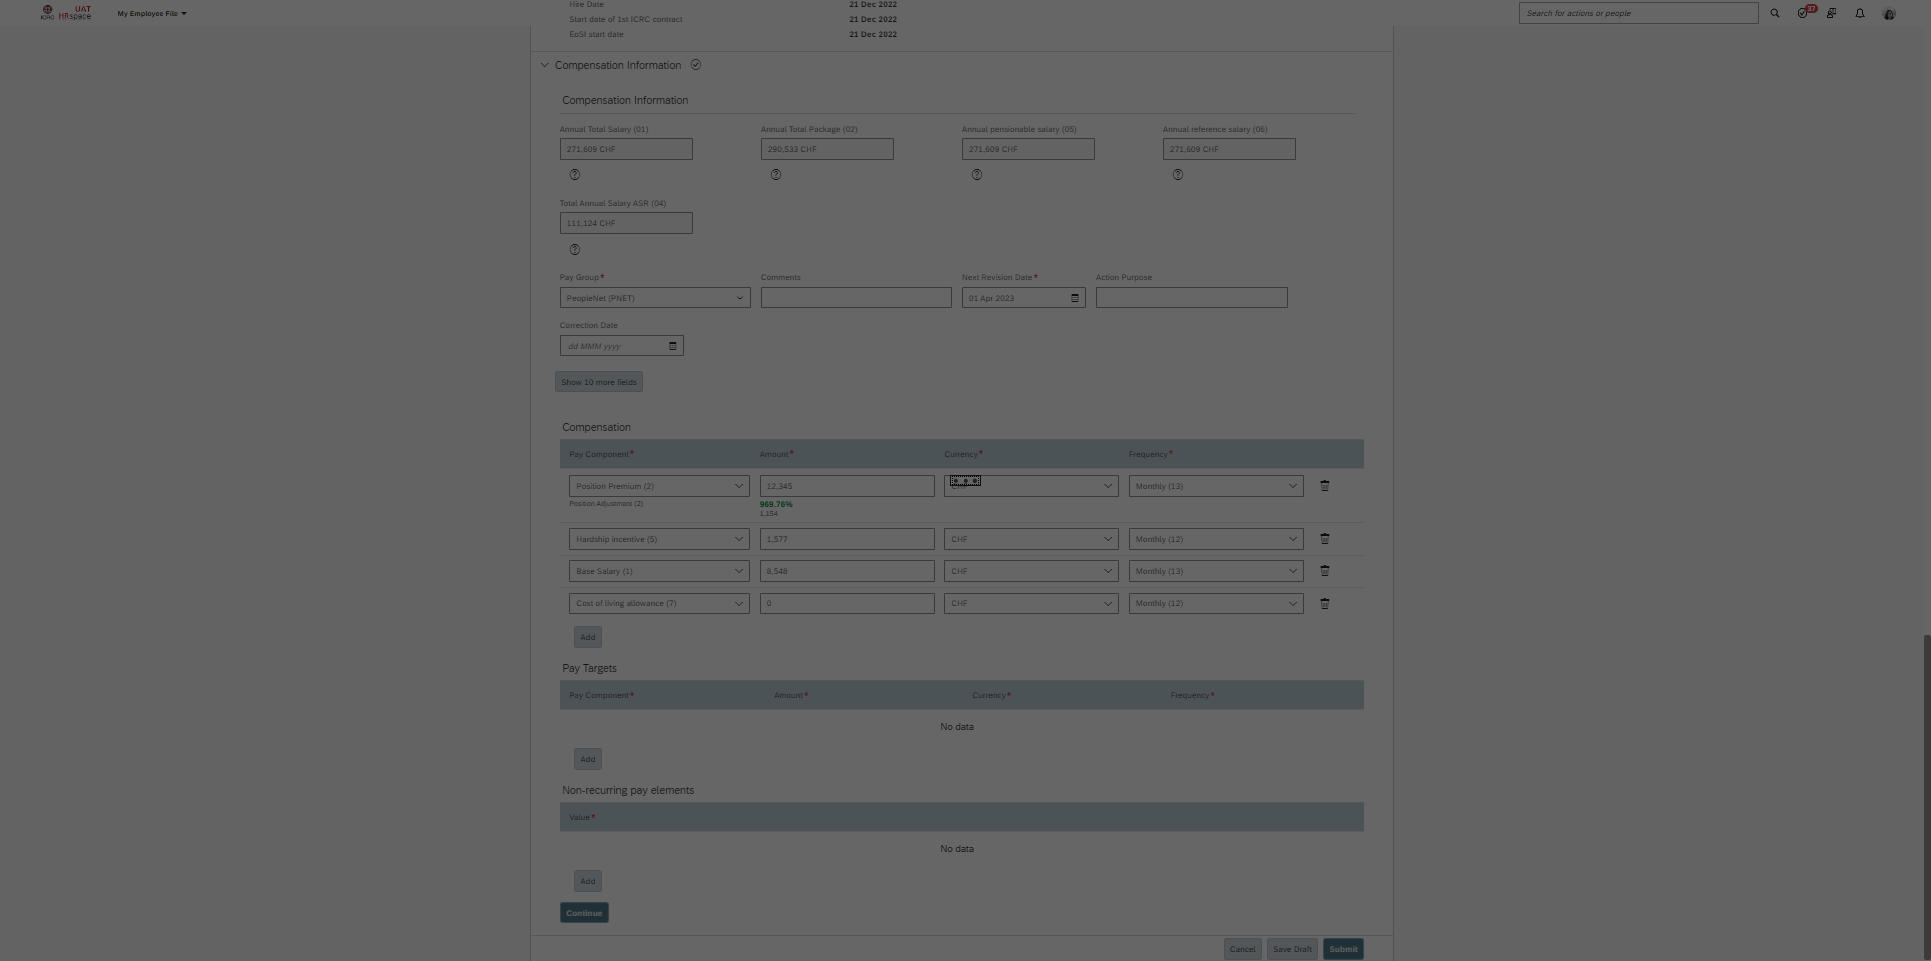 UAT
ICRC HRspace
My Employee File
Search for actions or people
37
Hire Date 21 Dec 2022
Start date of 1st ICRC contract 21 Dec 2022
EoSI start date 21 Dec 2022
Compensation Information
Compensation Information
Annual Total Salary (01) Annual Total Package (02) Annual pensionable salary (05) Annual reference salary (06)
271,609 CHF 290,533 CHF 271,609 CHF 271,609 CHF
Total Annual Salary ASR (04)
111,124 CHF
Pay Group* Comments Next Revision Date* Action Purpose
PeopleNet (PNET) 01 Apr 2023
Correction Date
dd MMM yyyy
Show 10 more fields
Compensation
Pay Component* Amount* Currency* Frequency*
Position Premium (2) 12,345 Monthly (13)
Position Adjustment (2) 969.76%
1,154
Hardship incentive (5) 1,577 CHF Monthly (12)
Base Salary (1) 8,548 CHF Monthly (13)
Cost of living allowance (7) 0 CHF Monthly (12)
Add
Pay Targets
Pay Component* Amount* Currency* Frequency*
No data
Add
Non-recurring pay elements
Value*
No data
Add
Continue
Cancel Save Draft Submit